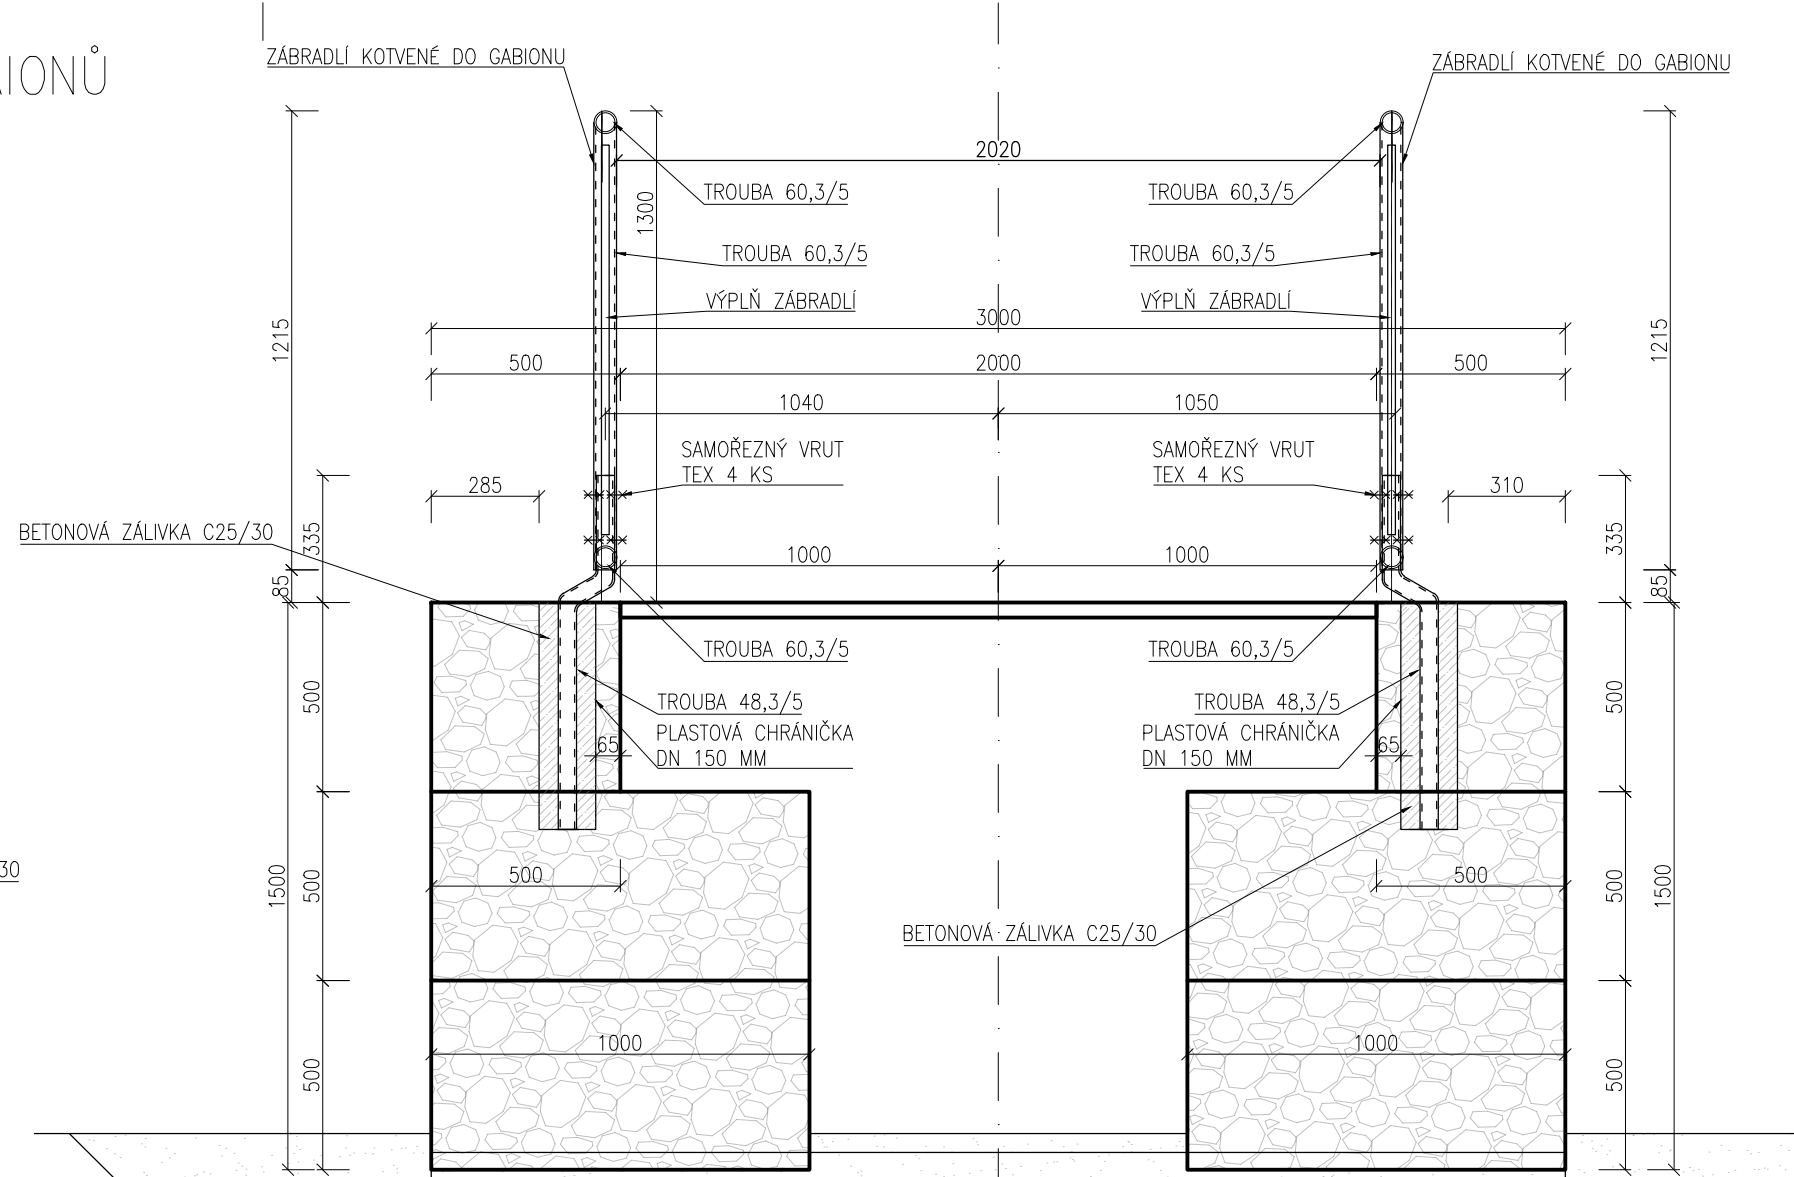 ZÁBRADLÍ KOTVENÉ DO GABIONU
ZÁBRADLÍ KOTVENÉ DO GABIONU
IONŮ
2020
TROUBA 60,3/5
TROUBA 60,3/5
1300
TROUBA 60,3/5
TROUBA 60,3/5
VÝPLŇ ZÁBRADLÍ
VÝPLŇ ZÁBRADLÍ
3000
1215
1215
500
2000
500
1040
1050
SAMOŘEZNÝ VRUT
TEX 4 KS
SAMOŘEZNÝ VRUT
TEX 4 KS
285
310
BETONOVÁ ZÁLIVKA C25/30
335
335
1000
1000
85
85
TROUBA 60,3/5
TROUBA 60,3/5
500
500
TROUBA 48,3/5
TROUBA 48,3/5
PLASTOVÁ CHRÁNIČKA
DN 150 MM
PLASTOVÁ CHRÁNIČKA
DN 150 MM
65
65
30
1500
500
500
500
500
1500
BETONOVÁ ZÁLIVKA C25/30
500
1000
1000
500